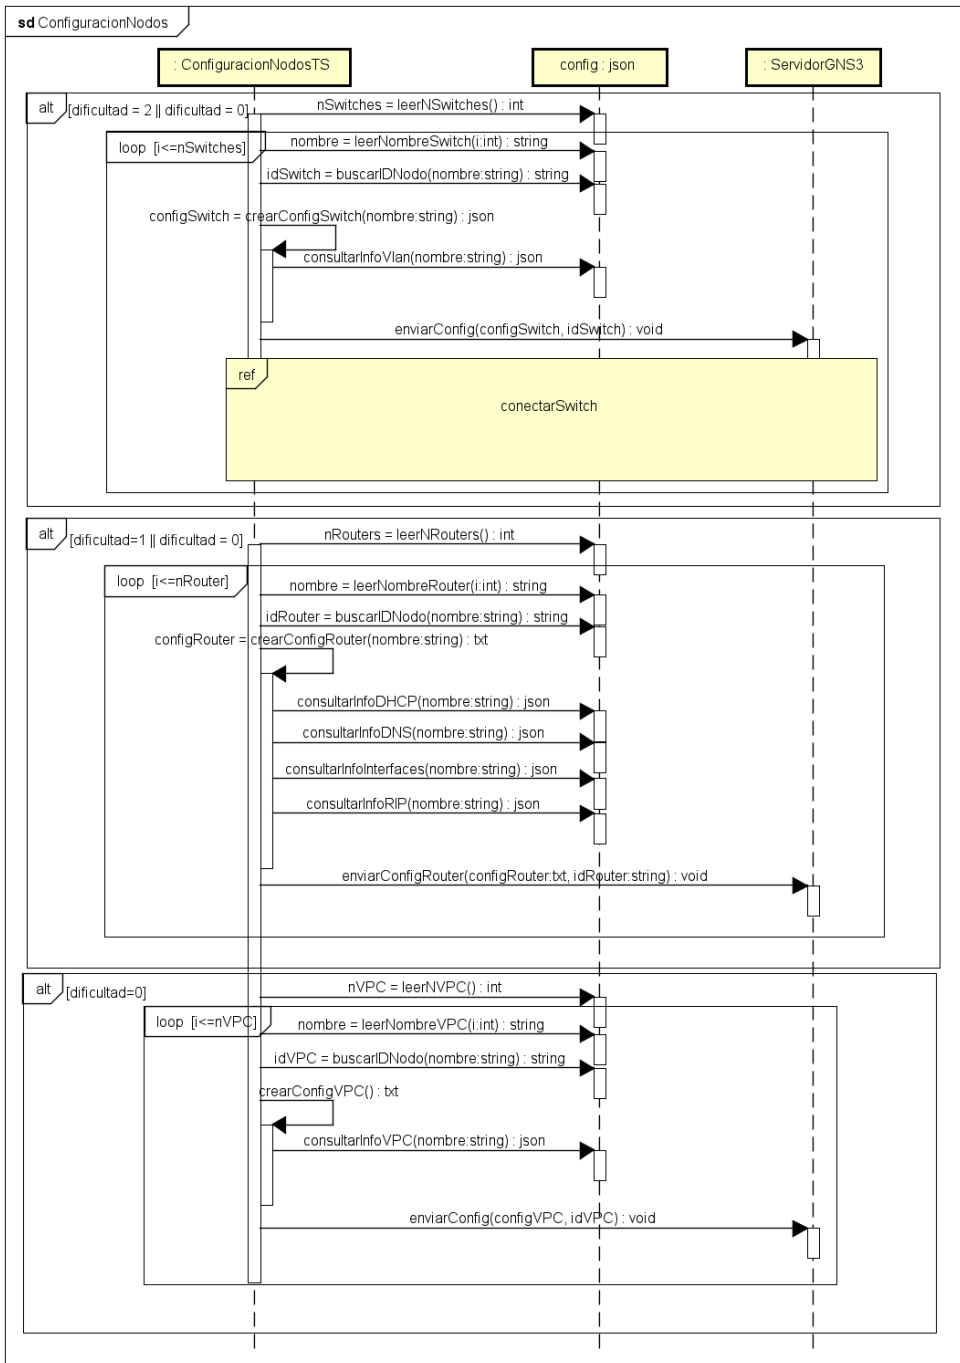 sd ConfiguracionNodos
: ConfiguracionNodosTS
config : json
: ServidorGNS3
alt
[dificultad = 2 || dificultad = 0]
nSwitches = leerNSwitches() : int
loop [i<=nSwitches]
nombre = leerNombreSwitch(i:int) : string
idSwitch = buscarIDNodo(nombre:string) : string
configSwitch = crearConfigSwitch(nombre:string) : json
consultarInfoVlan(nombre:string) : json
enviarConfig(configSwitch, idSwitch) : void
ref
conectarSwitch
alt
[dificultad=1 || dificultad = 0]
nRouters = leerNRouters() : int
loop [i<=nRouter]
nombre = leerNombreRouter(i:int) : string
idRouter = buscarIDNodo(nombre:string) : string
configRouter = crearConfigRouter(nombre:string) : txt
consultarInfoDHCP(nombre:string) : json
consultarInfoDNS(nombre:string) : json
consultarInfoInterfaces(nombre:string) : json
consultarInfoRIP(nombre:string) : json
enviarConfigRouter(configRouter:txt, idRouter:string) : void
alt
[dificultad=0]
nVPC = leerNVPC() : int
loop [i<=nVPC]
nombre = leerNombreVPC(i:int) : string
idVPC = buscarIDNodo(nombre:string) : string
crearConfigVPC() : txt
consultarInfoVPC(nombre:string) : json
enviarConfig(configVPC, idVPC) : void